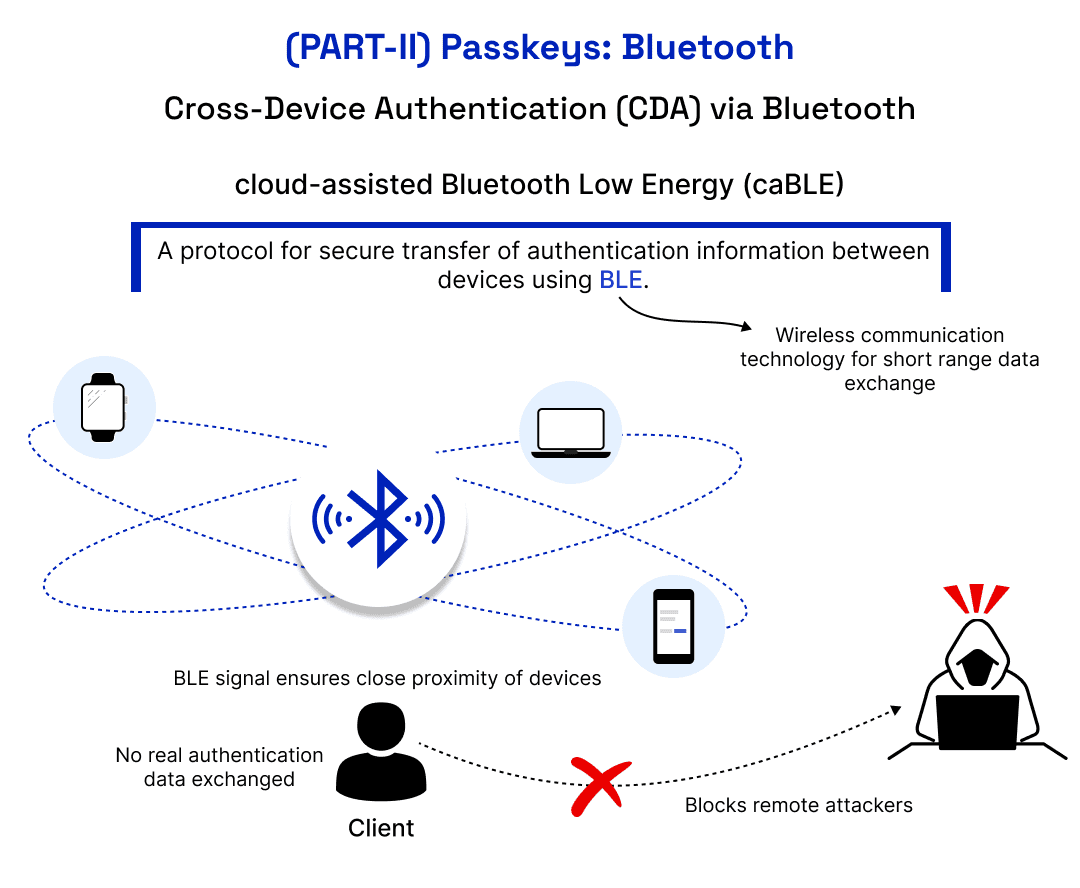 (PART-II) Passkeys: Bluetooth
Cross-Device Authentication (CDA) via Bluetooth
cloud-assisted Bluetooth Low Energy (caBLE)
A protocol for secure transfer of authentication information between
devices using BLE.
Wireless communication
technology for short range data
exchange
BLE signal ensures close proximity of devices
No real authentication
data exchanged
Client
Blocks remote attackers